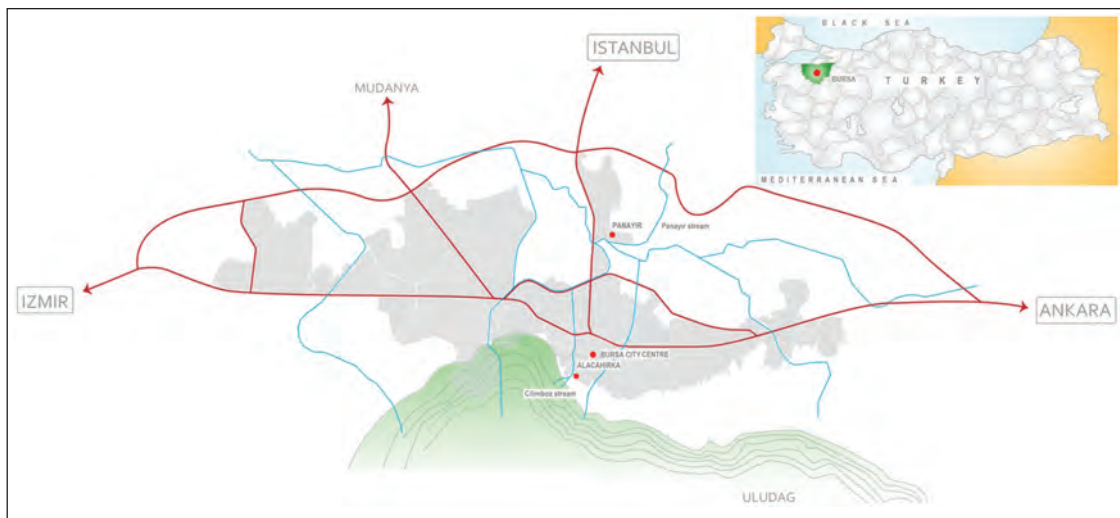 BLACK SEA
ISTANBUL
TURKEY
BURSA
MUDANYA
MEDITERRANEAN SEA
PANAYIR
Panayır stream
IZMIR
ANKARA
BURSA CITY CENTRE
ALACAHIRKA
Cilimboz stream
ULUDAG